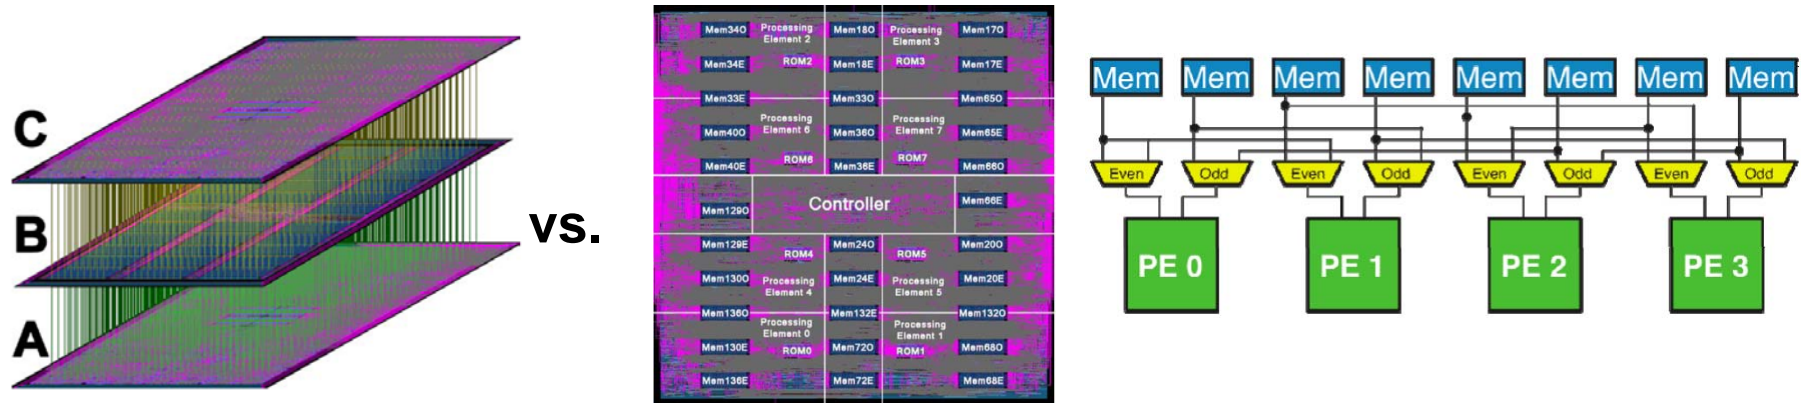 C
B
A
vs.
Mem34O Processing Element 2 Mem18O Processing Element 3 Mem17O
Mem34E ROM2 Mem18E ROM3 Mem17E
Mem33E Mem33O Mem65O
Mem40O Processing Element 6 Mem36O Processing Element 7 Mem65E
Mem40E ROM6 Mem36E ROM7 Mem66O
Mem129O Controller Mem66E
Mem129E ROM4 Mem24O ROM5 Mem20O
Mem130O Processing Element 4 Mem24E Processing Element 5 Mem20E
Mem136O Processing Element 0 Mem132E Processing Element 1 Mem132O
Mem130E ROM0 Mem72O ROM1 Mem68O
Mem136E Mem72E Mem68E
Mem Mem Mem Mem Mem Mem Mem Mem
Even Odd Even Odd Even Odd Even Odd
PE 0 PE 1 PE 2 PE 3